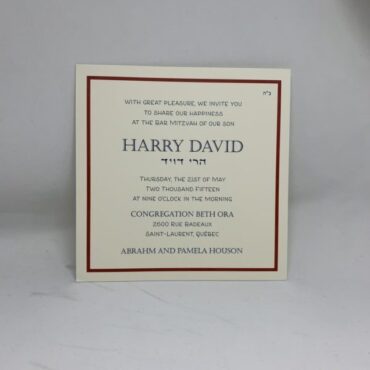 ב"ה
WITH GREAT PLEASURE, WE INVITE YOU
TO SHARE OUR HAPPINESS
AT THE BAR MITZVAH OF OUR SON
HARRY DAVID
הרי דויד
THURSDAY, THE 21ST OF MAY
TWO THOUSAND FIFTEEN
AT NINE O'CLOCK IN THE MORNING
CONGREGATION BETH ORA
2600 RUE BADEAUX
SAINT-LAURENT, QUÉBEC
ABRAHM AND PAMELA HOUSON